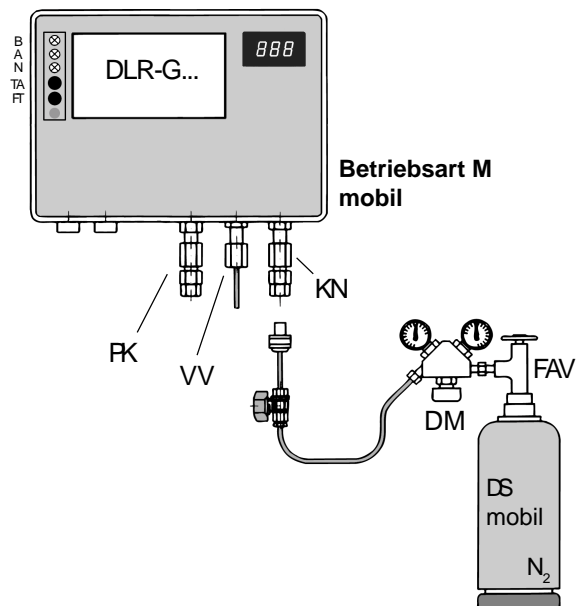 B
A
N
TA
FT
DLR-G...
888
Betriebsart M
mobil
PK
VV
KN
FAV
DM
DS
mobil
N₂